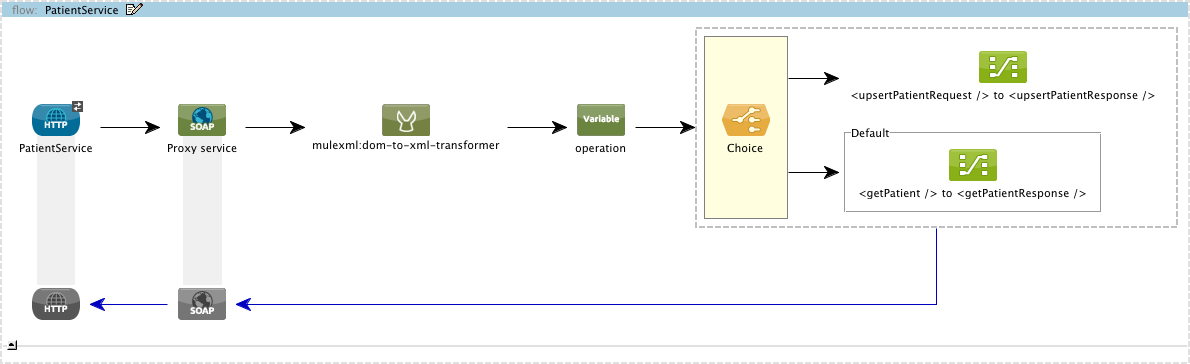 flow: PatientService
HTTP
PatientService
SOAP
Proxy service
mulexml:dom-to-xml-transformer
Variable
operation
Choice
<upsertPatientRequest /> to <upsertPatientResponse />
Default
<getPatient /> to <getPatientResponse />
HTTP
SOAP